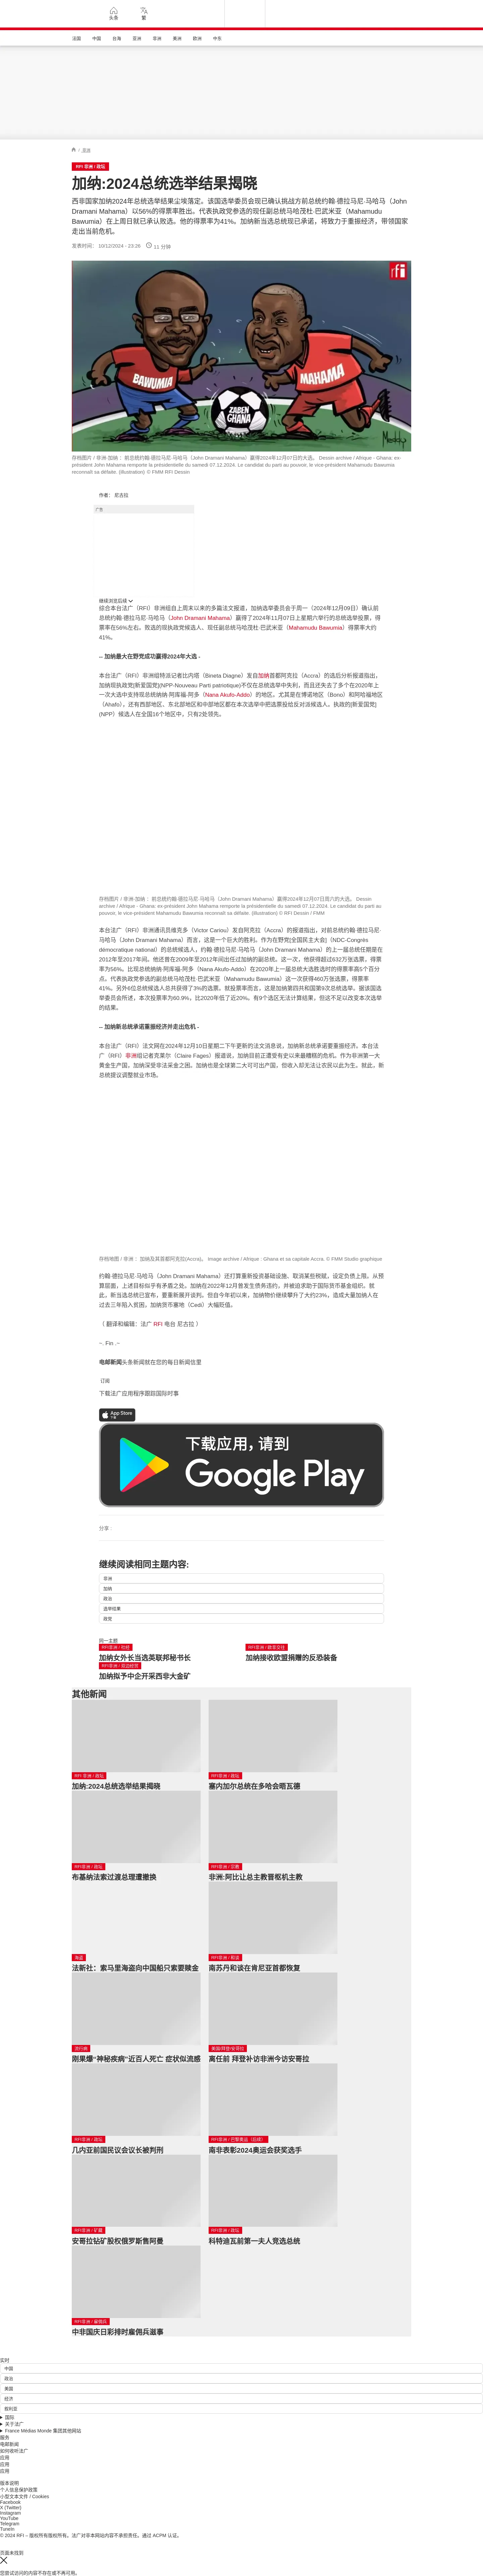 头条
繁
法国
中国
台海
亚洲
非洲
美洲
欧洲
中东
/ 非洲
RFI 非洲 / 政坛
加纳:2024总统选举结果揭晓
西非国家加纳2024年总统选举结果尘埃落定。该国选举委员会现已确认挑战方前总统约翰·德拉马尼·马哈马（John
Dramani Mahama）以56%的得票率胜出。代表执政党参选的现任副总统马哈茂杜·巴武米亚（Mahamudu
Bawumia）在上周日就已承认败选。他的得票率为41%。加纳新当选总统现已承诺，将致力于重振经济，带领国家
走出当前危机。
发表时间： 10/12/2024 - 23:26
11 分钟
rfi
BAWUMIA
MAHAMA
ZABEN
GHANA
存档图片 / 非洲·加纳 ：前总统约翰·德拉马尼·马哈马（John Dramani Mahama）赢得2024年12月07日的大选。 Dessin archive / Afrique - Ghana: ex-
président John Mahama remporte la présidentielle du samedi 07.12.2024. Le candidat du parti au pouvoir, le vice-président Mahamudu Bawumia
reconnaît sa défaite. (illustration) © FMM RFI Dessin
作者： 尼古拉
广告
继续浏览后续
综合本台法广（RFI）非洲组自上周末以来的多篇法文报道，加纳选举委员会于周一（2024年12月09日）确认前
总统约翰·德拉马尼·马哈马（John Dramani Mahama）赢得了2024年11月07日上星期六举行的总统选举投票，得
票率在56%左右。败选的现执政党候选人、现任副总统马哈茂杜·巴武米亚（Mahamudu Bawumia）得票率大约
41%。
-- 加纳最大在野党成功赢得2024年大选 -
本台法广（RFI）非洲组特派记者比内塔（Bineta Diagne）发自加纳首都阿克拉（Accra）的选后分析报道指出，
加纳现执政党[新爱国党](NPP-Nouveau Parti patriotique)不仅在总统选举中失利，而且还失去了多个在2020年上
一次大选中支持现总统纳纳·阿库福-阿多（Nana Akufo-Addo）的地区。尤其是在博诺地区（Bono）和阿哈福地区
（Ahafo），还有西部地区、东北部地区和中部地区都在本次选举中把选票投给反对派候选人。执政的[新爱国党]
(NPP）候选人在全国16个地区中，只有2处领先。
存档图片 / 非洲·加纳 ：前总统约翰·德拉马尼·马哈马（John Dramani Mahama）赢得2024年12月07日周六的大选。 Dessin
archive / Afrique - Ghana: ex-président John Mahama remporte la présidentielle du samedi 07.12.2024. Le candidat du parti au
pouvoir, le vice-président Mahamudu Bawumia reconnaît sa défaite. (illustration) © RFI Dessin / FMM
本台法广（RFI）非洲通讯员维克多（Victor Cariou）发自阿克拉（Accra）的报道指出，对前总统约翰·德拉马尼·
马哈马（John Dramani Mahama）而言，这是一个巨大的胜利。作为在野党[全国民主大会]（NDC-Congrès
démocratique national）的总统候选人，约翰·德拉马尼·马哈马（John Dramani Mahama）的上一届总统任期是在
2012年至2017年间。他还曾在2009年至2012年间出任过加纳的副总统。这一次，他获得超过632万张选票，得票
率为56%。比现总统纳纳·阿库福-阿多（Nana Akufo-Addo）在2020年上一届总统大选胜选时的得票率高5个百分
点。代表执政党参选的副总统马哈茂杜·巴武米亚（Mahamudu Bawumia）这一次获得了460万张选票，得票率
41%。另外6位总统候选人总共获得了3%的选票。就投票率而言，这是加纳第四共和国第9次总统选举。据该国选
举委员会所述，本次投票率为60.9%，比2020年低了近20%。有9个选区无法计算结果，但这不足以改变本次选举
的结果。
-- 加纳新总统承诺重振经济并走出危机 -
本台法广（RFI）法文网在2024年12月10日星期二下午更新的法文消息说，加纳新总统承诺要重振经济。本台法
广（RFI）非洲组记者克莱尔（Claire Fages）报道说，加纳目前正遭受有史以来最糟糕的危机。作为非洲第一大
黄金生产国，加纳深受非法采金之困。加纳也是全球第二大可可出产国，但收入却无法让农民以此为生。就此，新
总统提议调整就业市场。
存档地图 / 非洲 ：加纳及其首都阿克拉(Accra)。 Image archive / Afrique : Ghana et sa capitale Accra. © FMM Studio graphique
约翰·德拉马尼·马哈马（John Dramani Mahama）还打算重新投资基础设施、取消某些税赋，设定负债上限。从预
算层面，上述目标似乎有矛盾之处。加纳在2022年12月曾发生债务违约，并被迫求助于国际货币基金组织。就
此，新当选总统已宣布，要重新展开谈判。但自今年初以来，加纳物价继续攀升了大约23%，造成大量加纳人在
过去三年陷入贫困。加纳货币塞地（Cedi）大幅贬值。
（ 翻译和编辑：法广 RFI 电台 尼古拉 ）
~. Fin .~
电邮新闻头条新闻就在您的每日新闻信里
订阅
下载法广应用程序跟踪国际时事
App Store
下载应用，请到
Google Play
分享 :
继续阅读相同主题内容:
非洲
加纳
政治
选举结果
政党
同一主题
RFI非洲 / 社经
加纳女外长当选英联邦秘书长
RFI非洲 / 政要交往
加纳接收欧盟捐赠的反恐装备
RFI非洲 / 政治经贸
加纳拟予中企开采西非大金矿
其他新闻
RFI 非洲 / 政坛
加纳:2024总统选举结果揭晓
RFI非洲 / 政坛
塞内加尔总统在多哈会晤瓦德
RFI非洲 / 政坛
布基纳法索过渡总理遭撤换
RFI非洲 / 宗教
非洲:阿比让总主教晋枢机主教
海盗
法新社：索马里海盗向中国船只索要赎金
RFI非洲 / 和谈
南苏丹和谈在肯尼亚首都恢复
流行病
刚果爆“神秘疾病”近百人死亡 症状似流感
美国/拜登/安哥拉
离任前 拜登补访非洲今访安哥拉
RFI非洲 / 政坛
几内亚前国民议会议长被判刑
RFI非洲 / 巴黎奥运（后续）
南非表彰2024奥运会获奖选手
RFI非洲 / 矿藏
安哥拉钻矿股权俄罗斯售阿曼
RFI非洲 / 政坛
科特迪瓦前第一夫人竞选总统
RFI非洲 / 雇佣兵
中非国庆日彩排时雇佣兵滋事
实时
中国
政治
美国
经济
叙利亚
国际
关于法广
France Médias Monde 集团其他网站
服务
电邮新闻
如何收听法广
应用
应用
应用
版本说明
个人信息保护政策
小型文本文件 / Cookies
Facebook
X (Twitter)
Instagram
YouTube
Telegram
TuneIn
© 2024 RFI – 版权所有版权所有。法广对非本网站内容不承担责任。通过 ACPM 认证。
页面未找到
您尝试访问的内容不存在或不再可用。